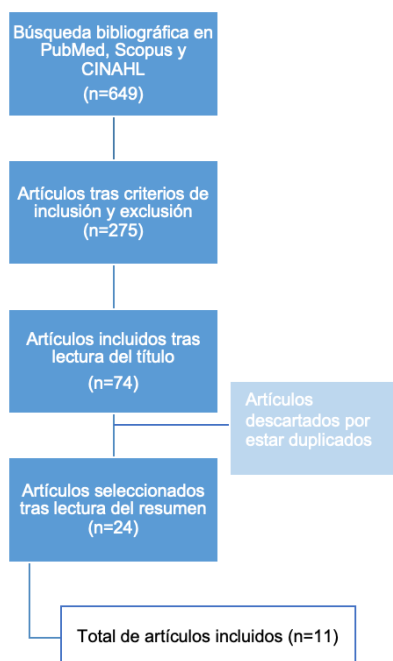 Búsqueda bibliográfica en
PubMed, Scopus y
CINAHL
(n=649)
Artículos tras criterios de
inclusión y exclusión
(n=275)
Artículos incluidos tras
lectura del título
(n=74)
Artículos
descartados por
estar duplicados
Artículos seleccionados
tras lectura del resumen
(n=24)
Total de artículos incluidos (n=11)